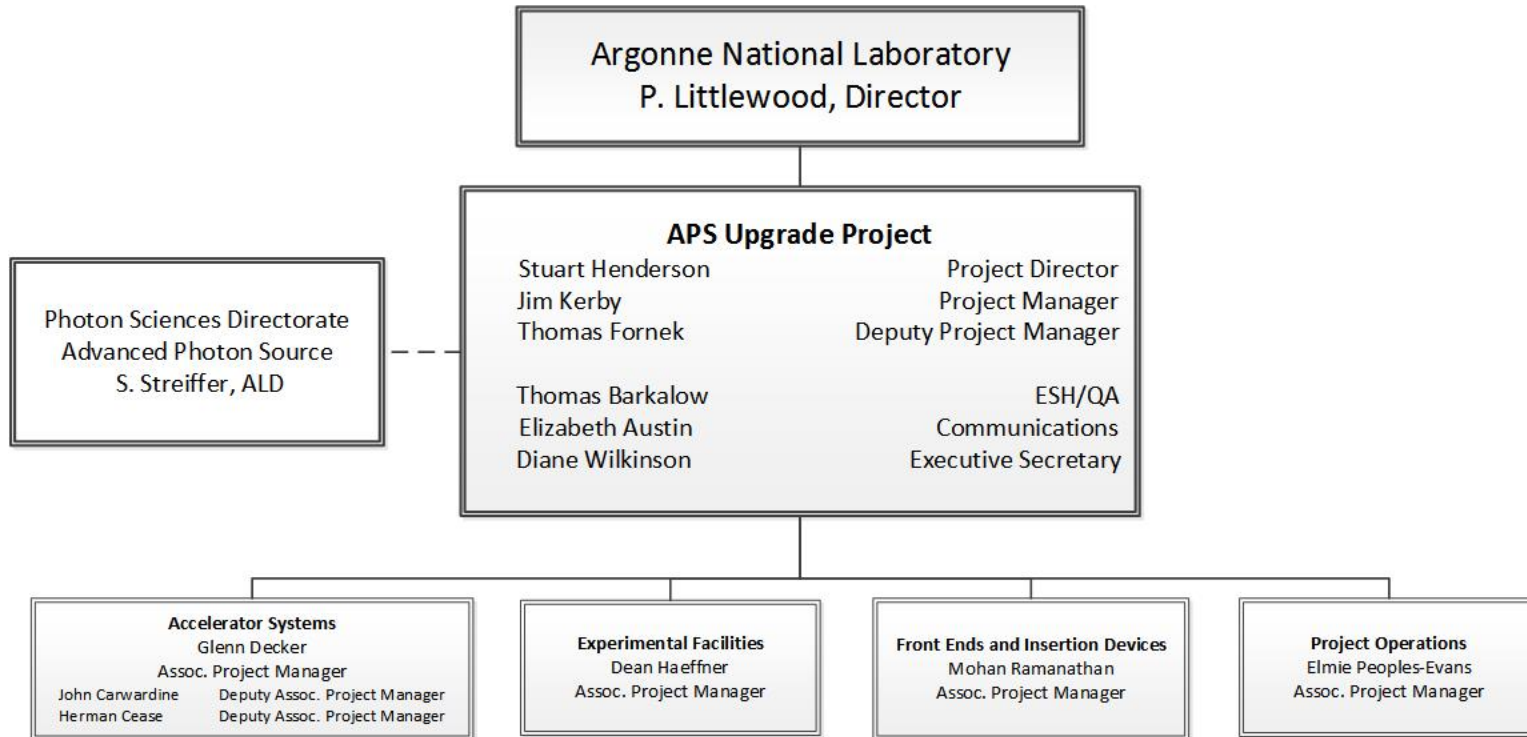 Argonne National Laboratory
P. Littlewood, Director
APS Upgrade Project
Stuart Henderson Project Director
Jim Kerby Project Manager
Thomas Fornek Deputy Project Manager
Thomas Barkalow ESH/QA
Elizabeth Austin Communications
Diane Wilkinson Executive Secretary
Photon Sciences Directorate
Advanced Photon Source
S. Streiffer, ALD
Accelerator Systems
Glenn Decker
Assoc. Project Manager
John Carwardine Deputy Assoc. Project Manager
Herman Cease Deputy Assoc. Project Manager
Experimental Facilities
Dean Haeffner
Assoc. Project Manager
Front Ends and Insertion Devices
Mohan Ramanathan
Assoc. Project Manager
Project Operations
Elmie Peoples-Evans
Assoc. Project Manager